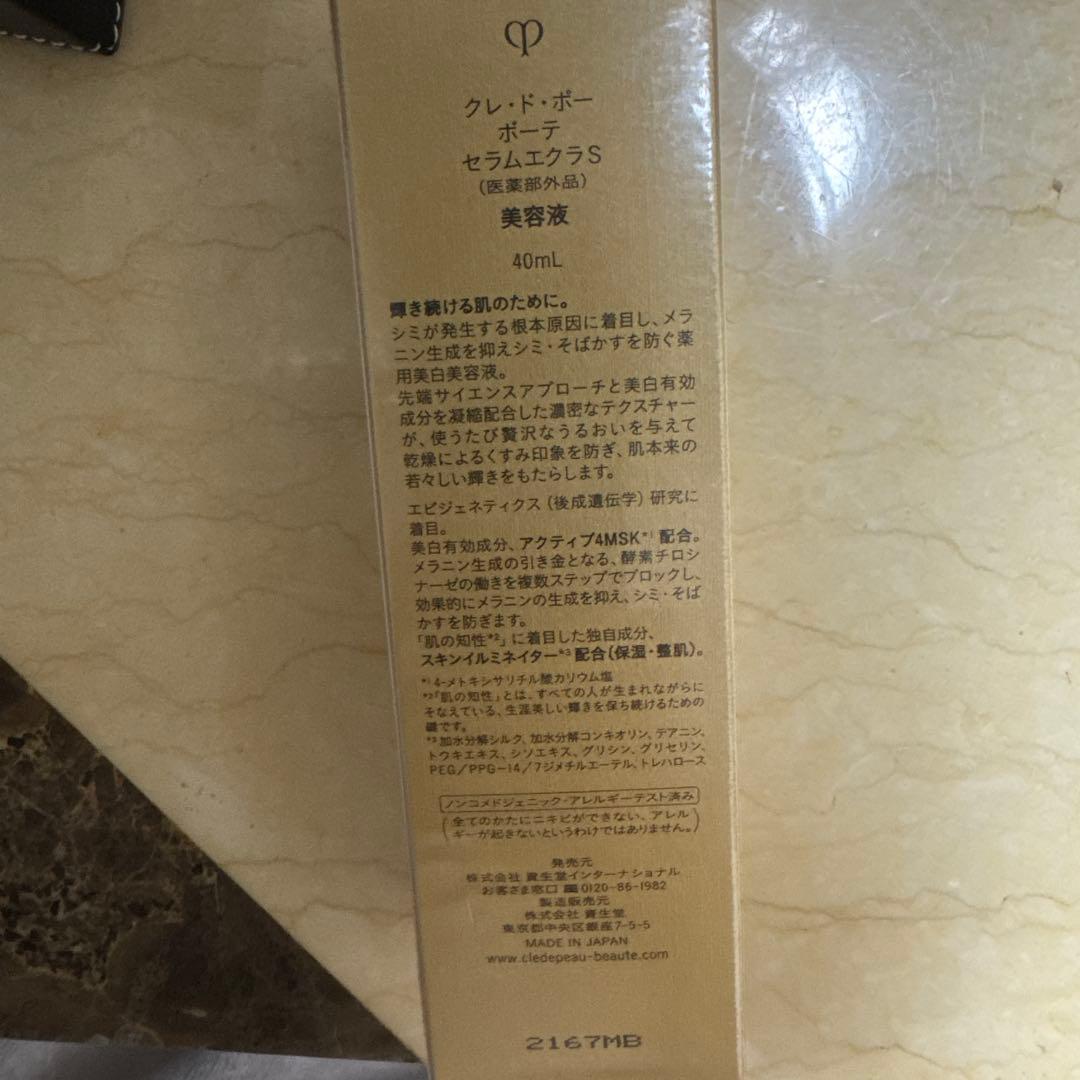 クレ・ド・ポー
ボーテ
セラムエクラS
(医薬部外品)
美容液
40mL
輝き続ける肌のために。
シミが発生する根本原因に着目し、メラ
ニン生成を抑えシミ・そばかすを防ぐ薬
用美白美容液。
先端サイエンスアプローチと美白有効
成分を凝縮配合した濃密なテクスチャー
が、使うたび贅沢なうるおいを与えて
乾燥によるくすみ印象を防ぎ、肌本来の
若々しい輝きをもたらします。
エピジェネティクス(後成遺伝学)研究に
着目。
美白有効成分、アクティブ4MSK*¹配合。
メラニン生成の引き金となる、酵素チロシ
ナーゼの働きを複数ステップでブロックし、
効果的にメラニンの生成を抑え、シミ・そば
かすを防ぎます。
「肌の知性*²」に着目した独自成分、
スキンイルミネイター*³配合(保湿・整肌)。
*¹ 4-メトキシサリチル酸カリウム塩
*²「肌の知性」とは、すべての人が生まれながらに
そなえている、生涯美しい輝きを保ち続けるための
鍵です。
*³ 加水分解シルク、加水分解コンキオリン、テアニン、
トウキエキス、シソエキス、グリシン、グリセリン、
PEG/PPG-14/7ジメチルエーテル、トレハロース
ノンコメドジェニック・アレルギーテスト済み
(全てのかたにニキビができない、アレル
ギーが起きないというわけではありません。)
発売元
株式会社 資生堂インターナショナル
お客さま窓口 0120-86-1982
製造販売元
株式会社 資生堂
東京都中央区銀座7-5-5
MADE IN JAPAN
www.cledepeau-beaute.com
2167MB